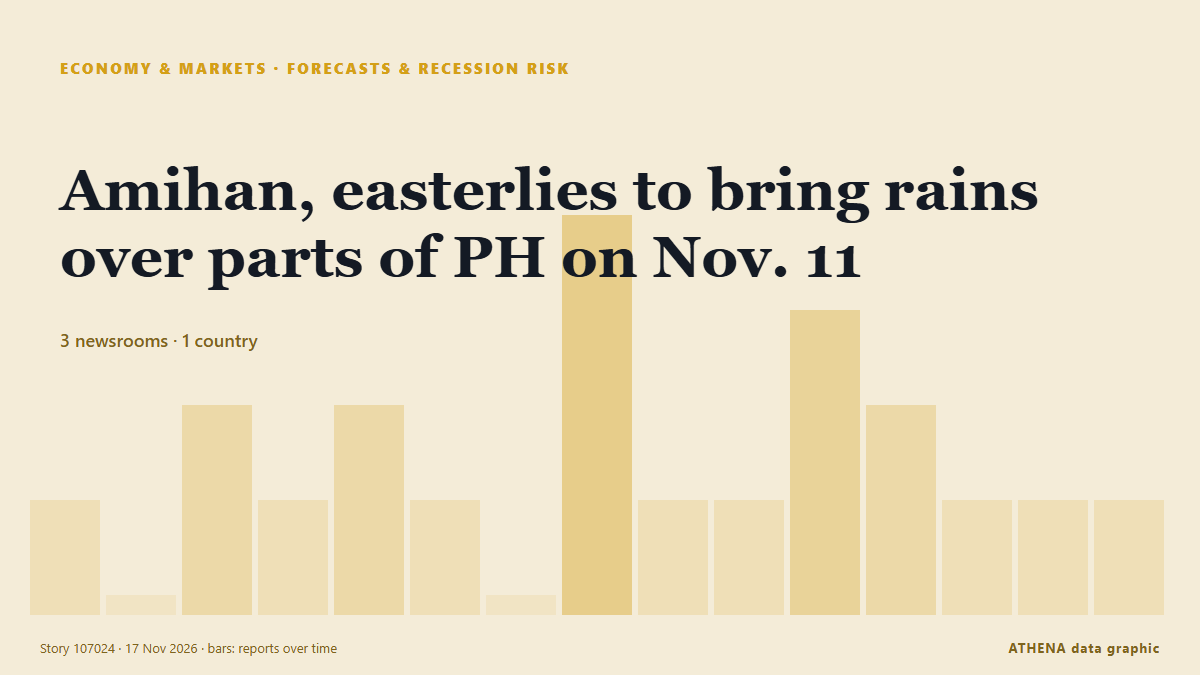 ECONOMY & MARKETS · FORECASTS & RECESSION RISK
Amihan, easterlies to bring rains
over parts of PH on Nov. 11
3 newsrooms · 1 country
Story 107024 · 17 Nov 2026 · bars: reports over time
ATHENA data graphic